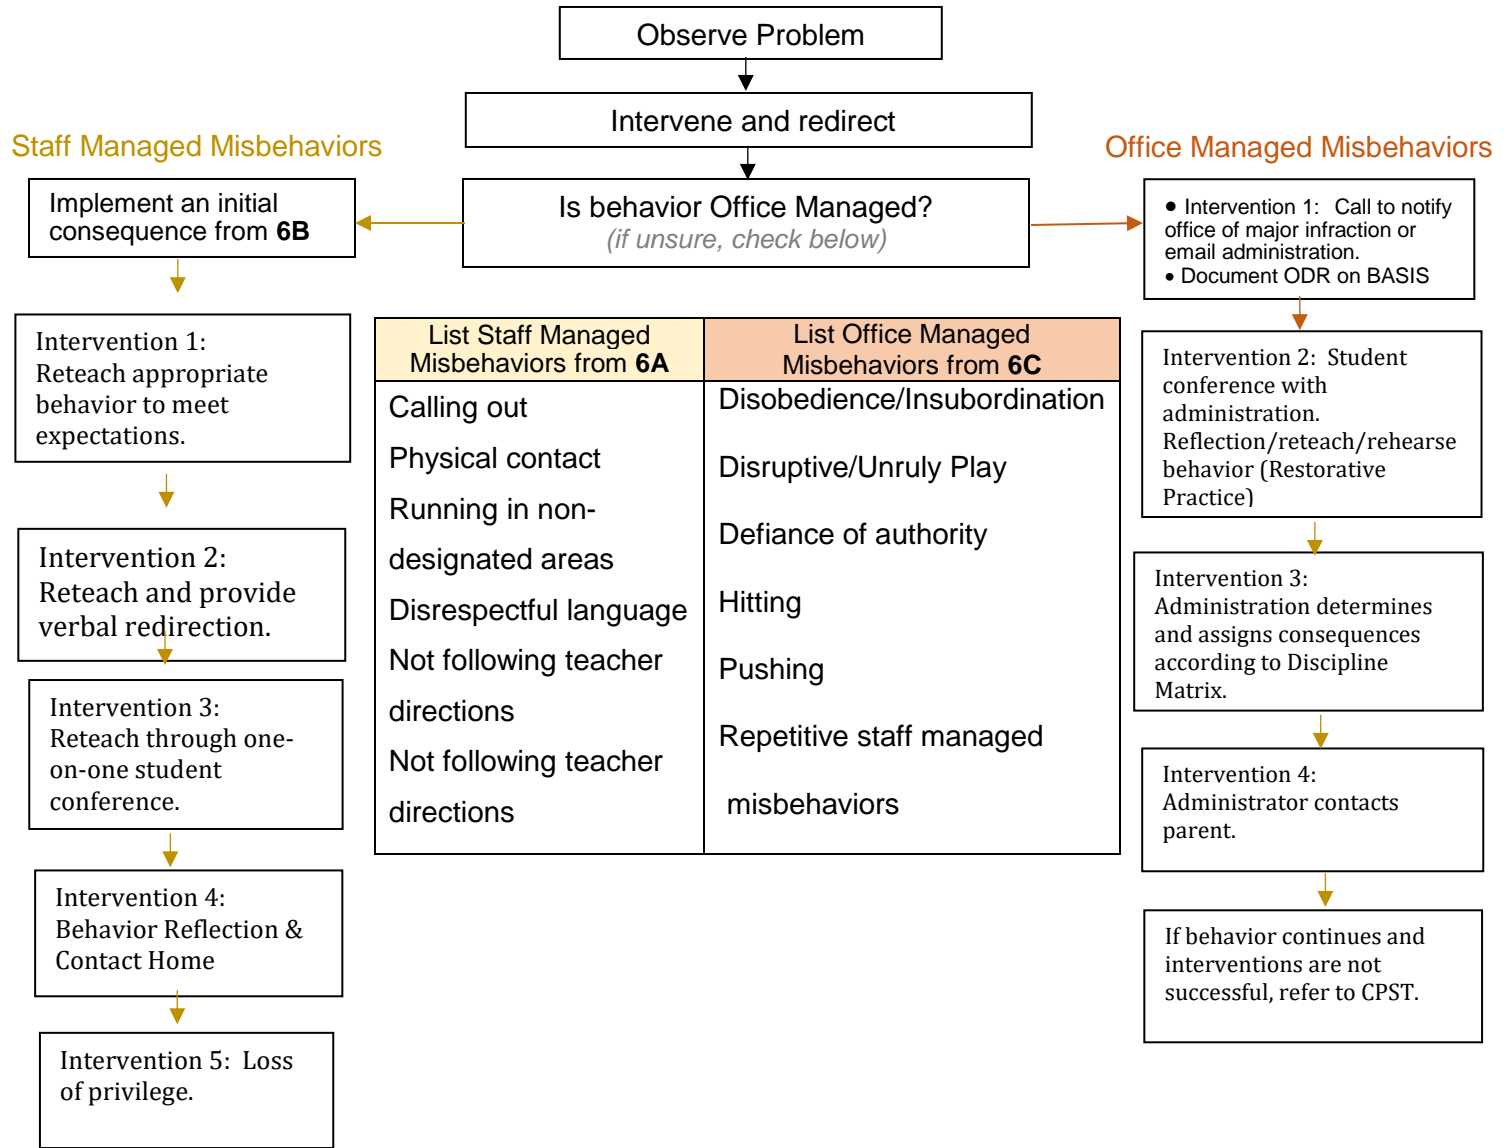 Observe Problem
Intervene and redirect
Staff Managed Misbehaviors
Office Managed Misbehaviors
Implement an initial
consequence from 6B
Is behavior Office Managed?
(if unsure, check below)
• Intervention 1: Call to notify
office of major infraction or
email administration.
• Document ODR on BASIS
Intervention 1:
Reteach appropriate
behavior to meet
expectations.
Intervention 2:
Reteach and provide
verbal redirection.
Intervention 3:
Reteach through one-
on-one student
conference.
Intervention 4:
Behavior Reflection &
Contact Home
Intervention 5: Loss
of privilege.
List Staff Managed
Misbehaviors from 6A
Calling out
Physical contact
Running in non-
designated areas
Disrespectful language
Not following teacher
directions
Not following teacher
directions
List Office Managed
Misbehaviors from 6C
Disobedience/Insubordination
Disruptive/Unruly Play
Defiance of authority
Hitting
Pushing
Repetitive staff managed
misbehaviors
Intervention 2: Student
conference with
administration.
Reflection/reteach/rehearse
behavior (Restorative
Practice)
Intervention 3:
Administration determines
and assigns consequences
according to Discipline
Matrix.
Intervention 4:
Administrator contacts
parent.
If behavior continues and
interventions are not
successful, refer to CPST.